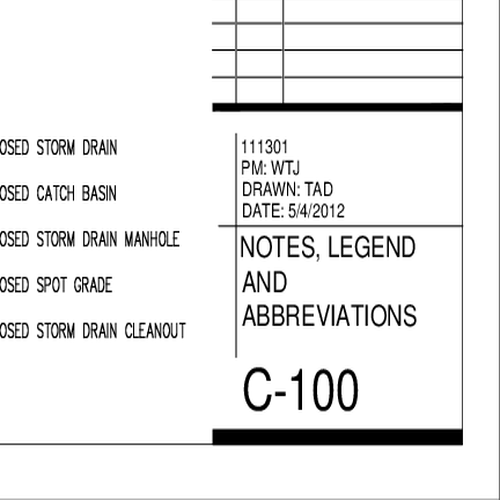 OSED STORM DRAIN
OSED CATCH BASIN
OSED STORM DRAIN MANHOLE
OSED SPOT GRADE
OSED STORM DRAIN CLEANOUT
111301
PM: WTJ
DRAWN: TAD
DATE: 5/4/2012
NOTES, LEGEND
AND
ABBREVIATIONS
C-100